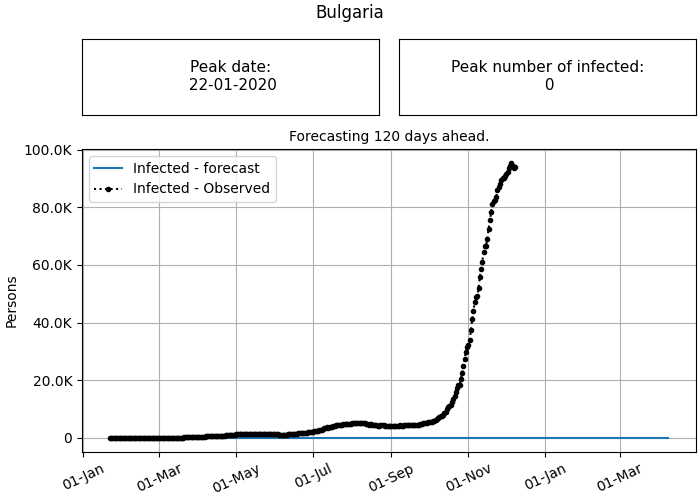 Bulgaria
Peak date:
22-01-2020
Peak number of infected:
0
Forecasting 120 days ahead.
100.0K
80.0K
60.0K
40.0K
20.0K
0
Persons
Infected - forecast
Infected - Observed
01-Jan
01-Mar
01-May
01-Jul
01-Sep
01-Nov
01-Jan
01-Mar